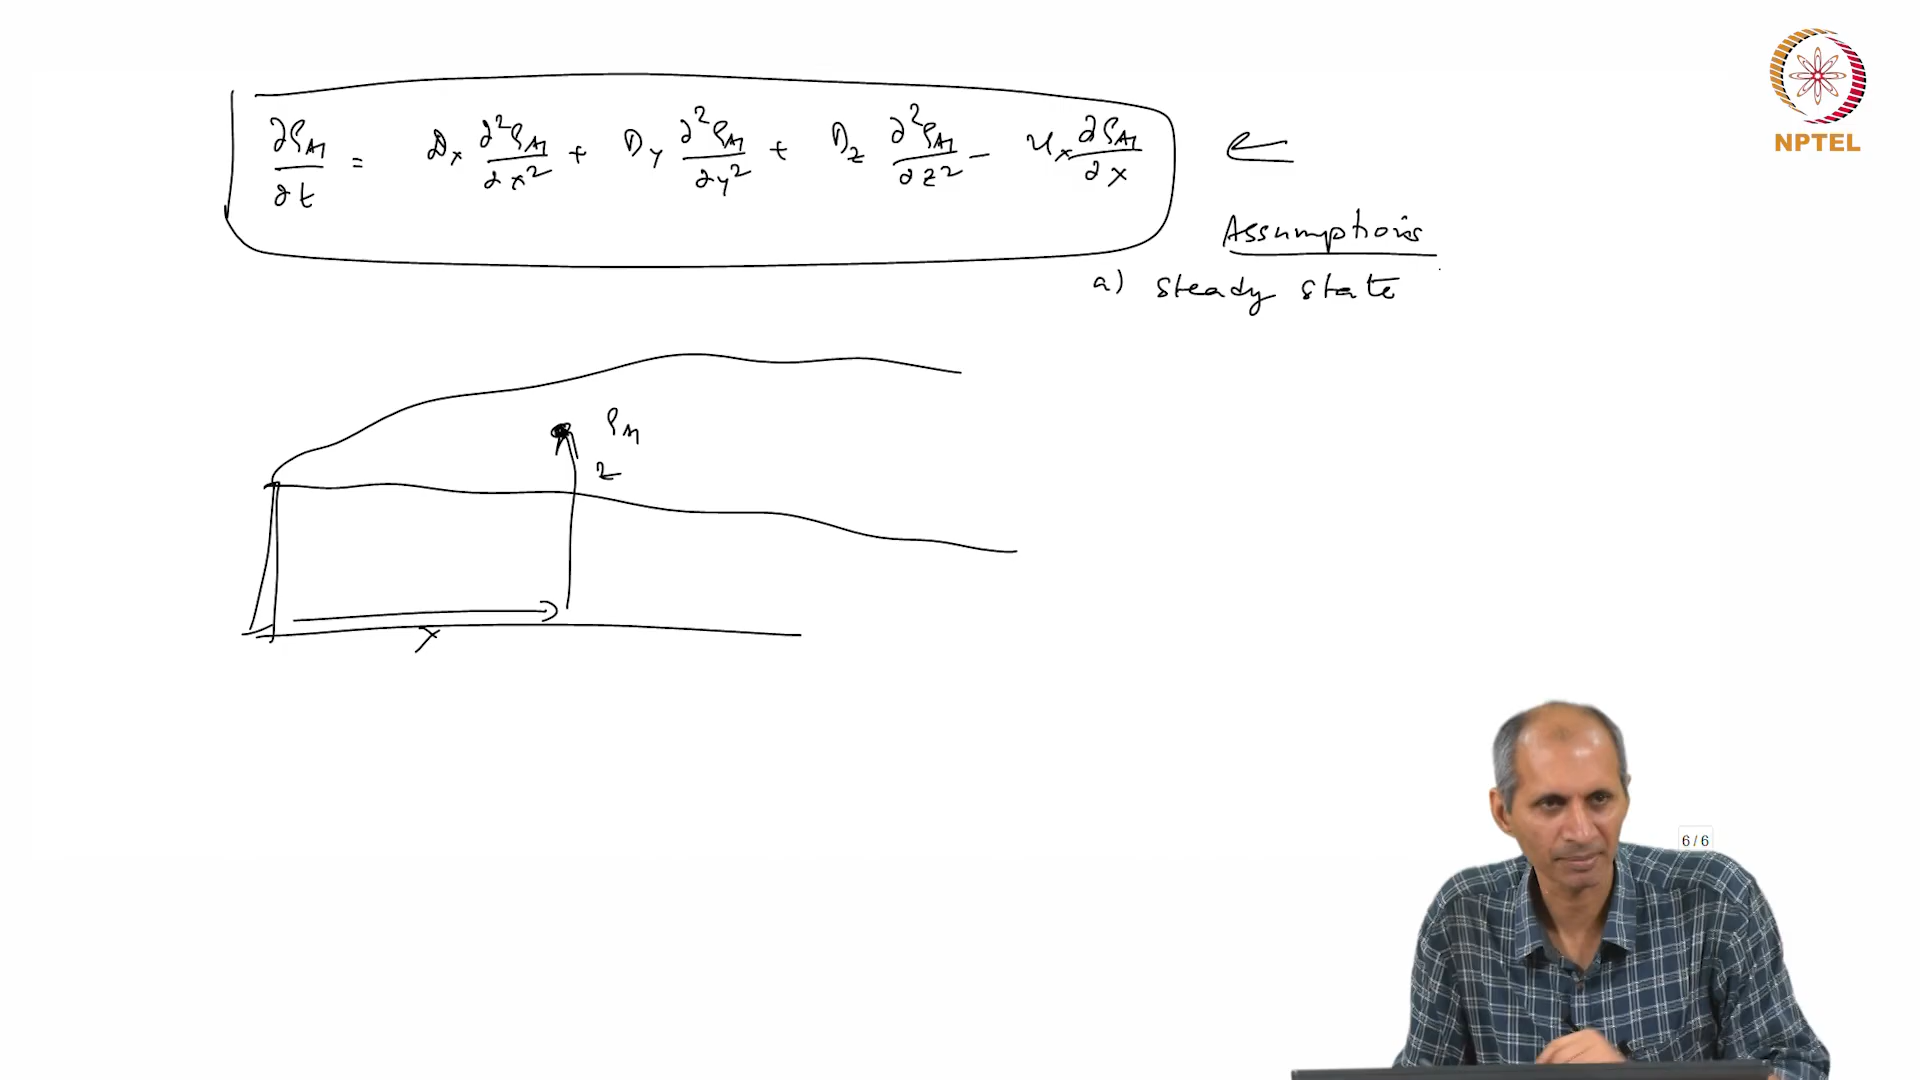 ∂ρA1/∂t = Dx ∂²ρA1/∂x² + Dy ∂²ρA1/∂y² + Dz ∂²ρA1/∂z² − ux ∂ρA1/∂x
NPTEL
Assumptions
a) Steady state
ρA1
z
x
6 / 6